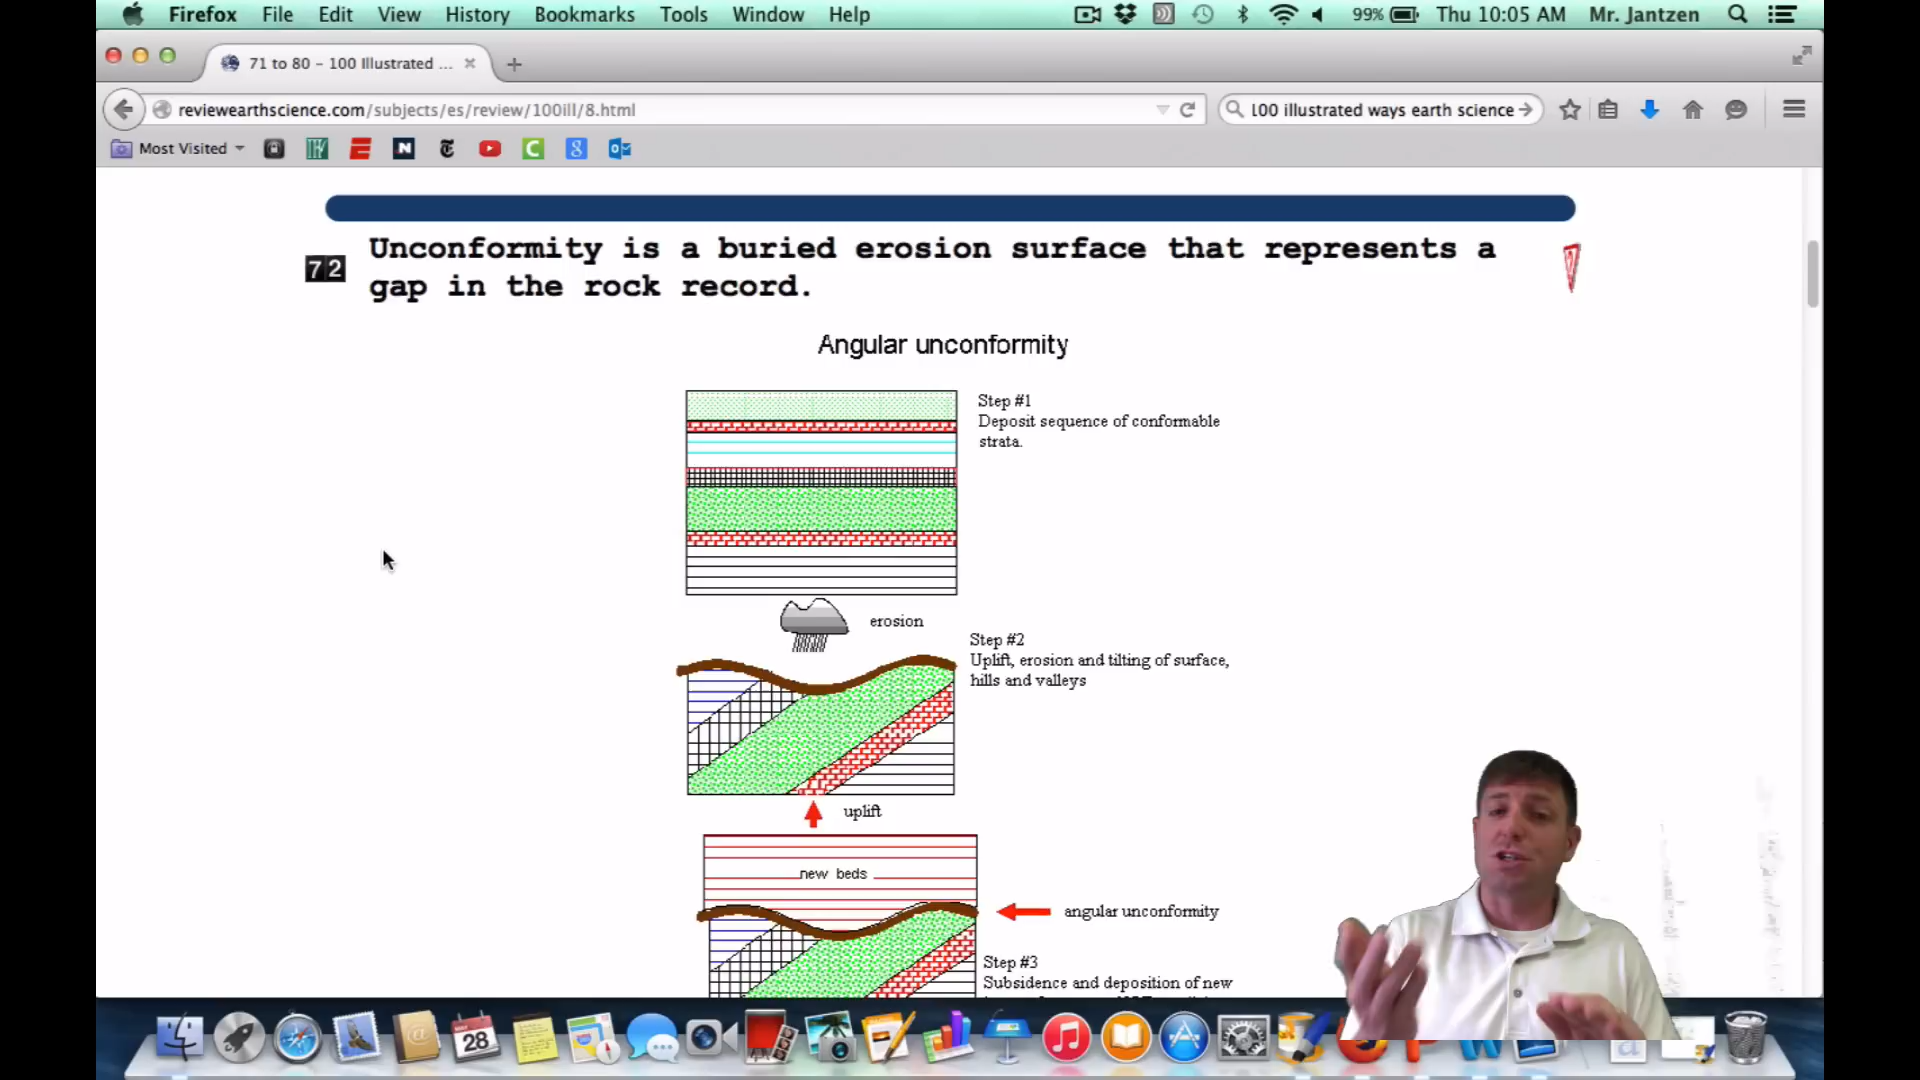 Firefox File Edit View History Bookmarks Tools Window Help 99% Thu 10:05 AM Mr. Jantzen
71 to 80 – 100 Illustrated ...
reviewearthscience.com/subjects/es/review/100ill/8.html
100 illustrated ways earth science
Most Visited
72
Unconformity is a buried erosion surface that represents a
gap in the rock record.
Angular unconformity
Step #1
Deposit sequence of conformable
strata.
erosion
Step #2
Uplift, erosion and tilting of surface,
hills and valleys
uplift
new beds
angular unconformity
Step #3
Subsidence and deposition of new
28